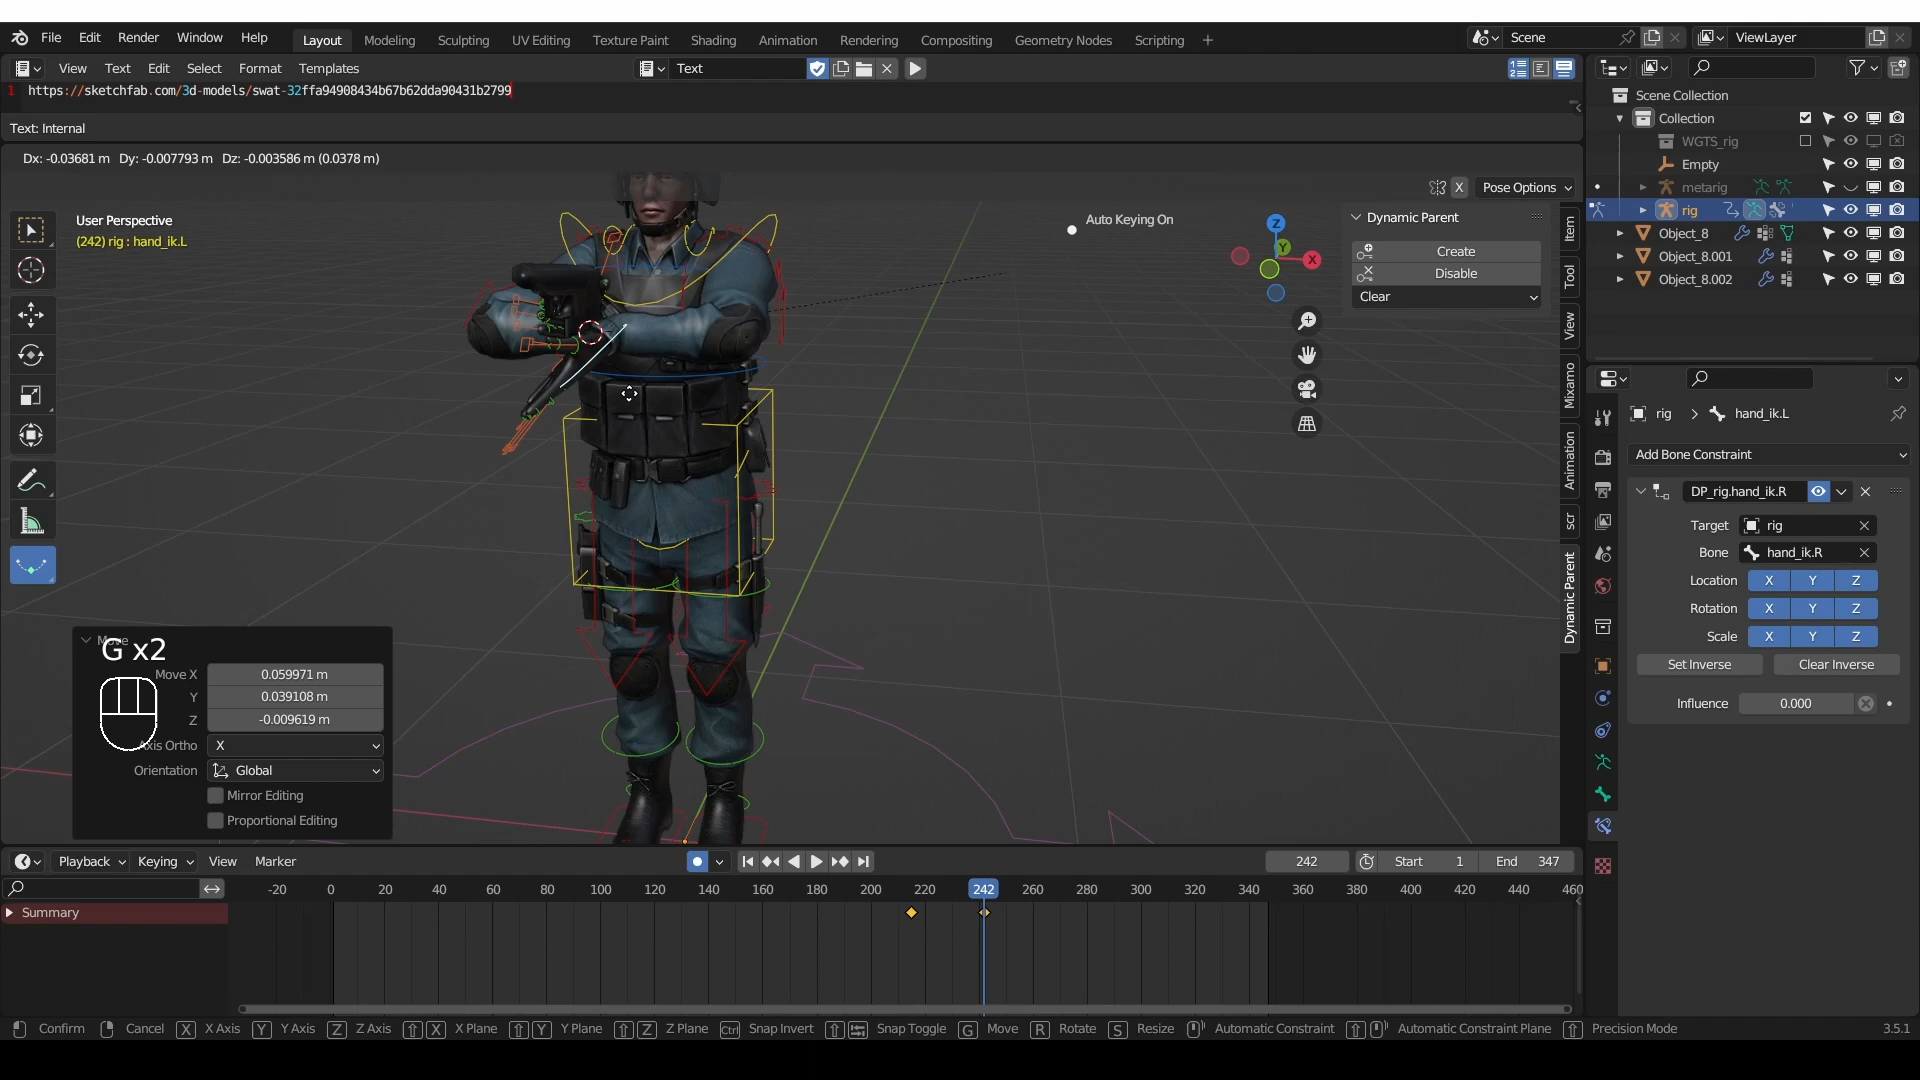 File Edit Render Window Help Layout Modeling Sculpting UV Editing Texture Paint Shading Animation Rendering Compositing Geometry Nodes Scripting + Scene ViewLayer
View Text Edit Select Format Templates Text
1 https://sketchfab.com/3d-models/swat-32ffa94908434b67b62dda90431b2799
Text: Internal
Dx: -0.03681 m Dy: -0.007793 m Dz: -0.003586 m (0.0378 m)
X Pose Options
User Perspective
(242) rig : hand_ik.L
Auto Keying On
Z
Y
X
Dynamic Parent
Create
Disable
Clear
Item
Tool
View
Mixamo
Animation
scr
Dynamic Parent
Scene Collection
Collection
WGTS_rig
Empty
metarig
rig
Object_8
Object_8.001
Object_8.002
rig > hand_ik.L
Add Bone Constraint
DP_rig.hand_ik.R
Target rig
Bone hand_ik.R
Location X Y Z
Rotation X Y Z
Scale X Y Z
Set Inverse Clear Inverse
Influence 0.000
G x2
Move X 0.059971 m
Y 0.039108 m
Z -0.009619 m
Axis Ortho X
Orientation Global
Mirror Editing
Proportional Editing
Playback Keying View Marker 242 Start 1 End 347
-20 0 20 40 60 80 100 120 140 160 180 200 220 242 260 280 300 320 340 360 380 400 420 440 460
Summary
Confirm Cancel X X Axis Y Y Axis Z Z Axis X X Plane Y Y Plane Z Z Plane Ctrl Snap Invert Snap Toggle G Move R Rotate S Resize Automatic Constraint Automatic Constraint Plane Precision Mode 3.5.1